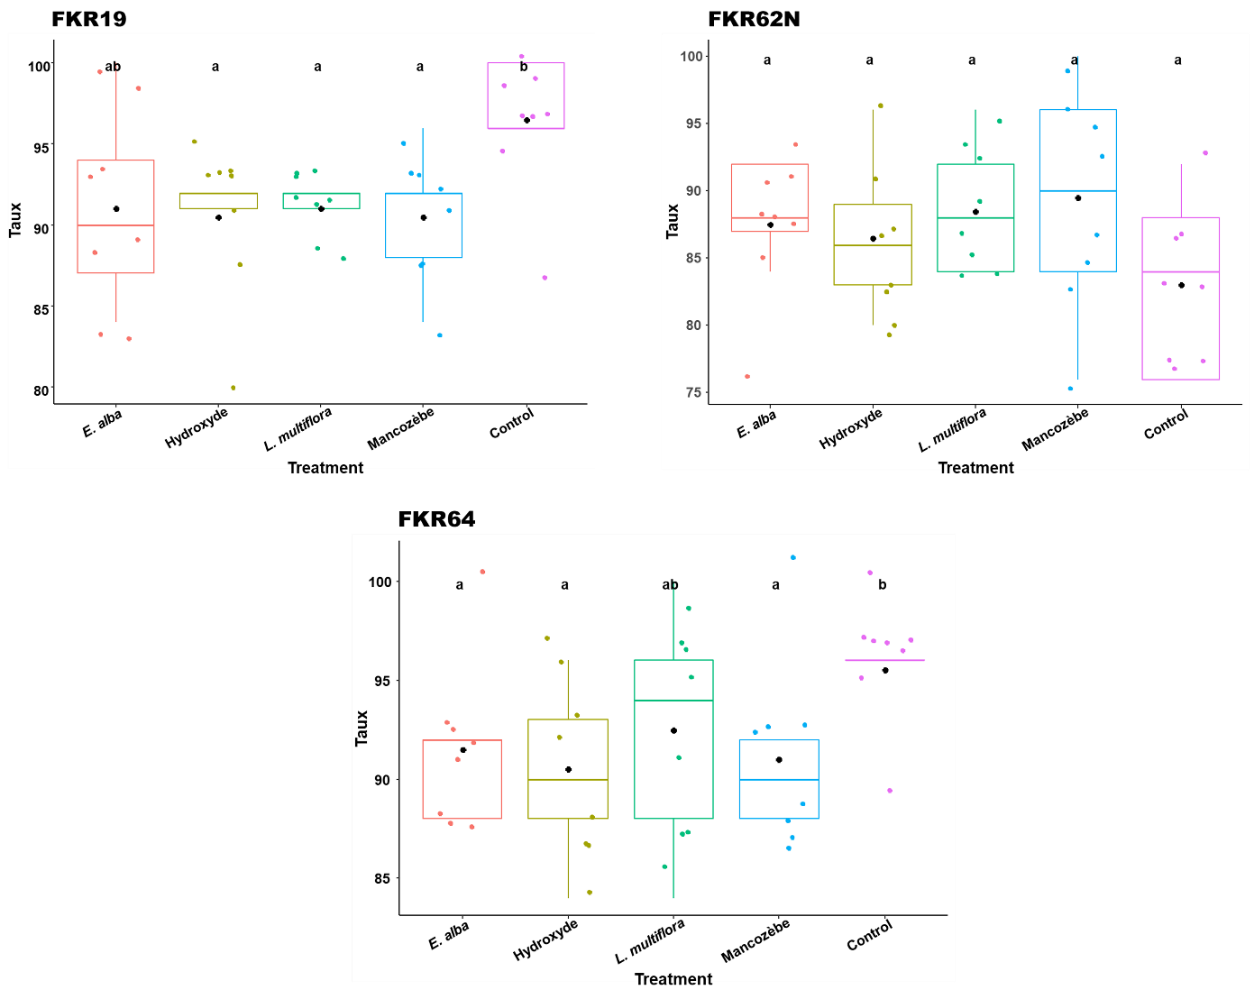 FKR19
100
95
90
85
80
Taux
ab
a
a
a
b
E. alba
Hydroxyde
L. multiflora
Mancozèbe
Control
Treatment
FKR62N
100
95
90
85
80
75
Taux
a
a
a
a
a
E. alba
Hydroxyde
L. multiflora
Mancozèbe
Control
Treatment
FKR64
100
95
90
85
Taux
a
a
ab
a
b
E. alba
Hydroxyde
L. multiflora
Mancozèbe
Control
Treatment